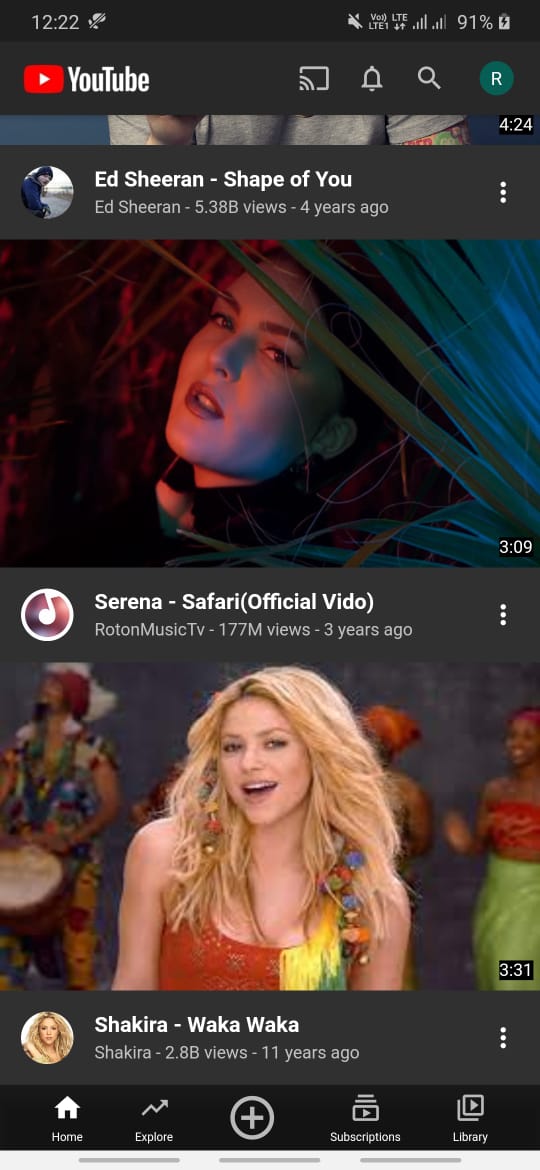 12:22
Vo) LTE
LTE1
91%
YouTube
R
4:24
Ed Sheeran - Shape of You
Ed Sheeran - 5.38B views - 4 years ago
3:09
Serena - Safari(Official Vido)
RotonMusicTv - 177M views - 3 years ago
3:31
Shakira - Waka Waka
Shakira - 2.8B views - 11 years ago
Home
Explore
Subscriptions
Library